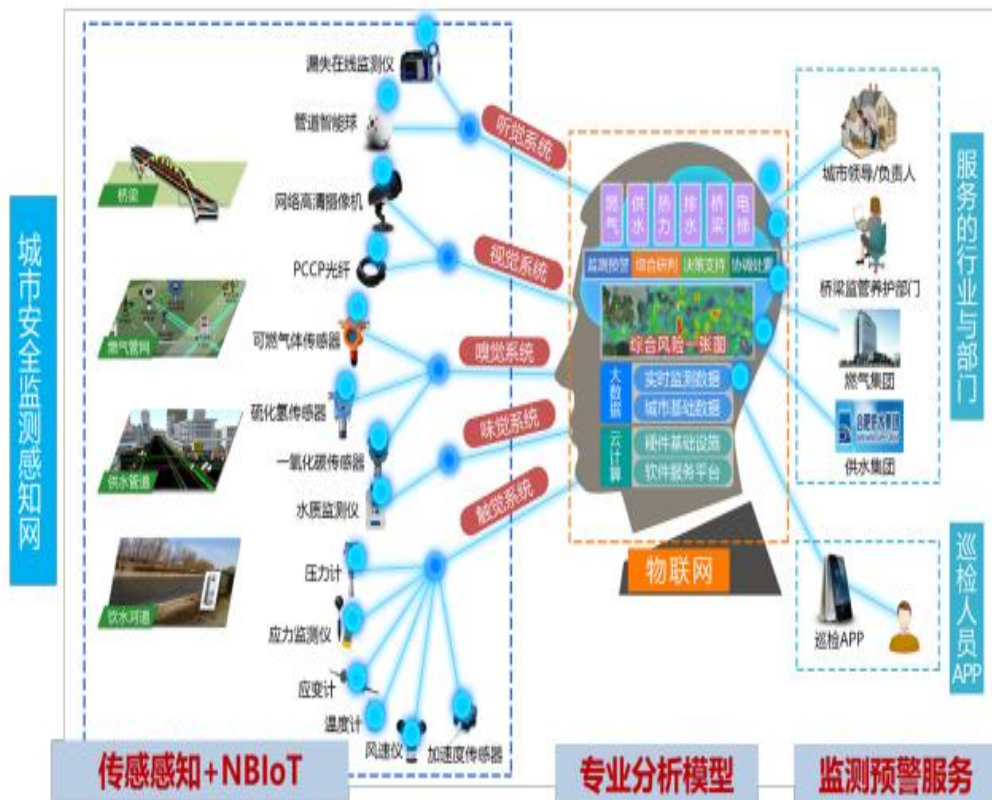 城市安全监测感知网
桥梁
燃气管网
供水管道
饮水河道
漏失在线监测仪
管道智能球
网络高清摄像机
PCCP光纤
可燃气体传感器
硫化氢传感器
一氧化碳传感器
水质监测仪
压力计
应力监测仪
应变计
温度计
风速仪
加速度传感器
听觉系统
视觉系统
嗅觉系统
味觉系统
触觉系统
燃气 供水 热力 排水 桥梁 电梯
监测预警 综合研判 决策支持 协调处置
综合风险一张图
大数据
实时监测数据
城市基础数据
云计算
硬件基础设施
软件服务平台
物联网
城市领导/负责人
桥梁监管养护部门
燃气集团
合肥供水集团
供水集团
服务的行业与部门
巡检APP
巡检人员APP
传感感知+NBIoT
专业分析模型
监测预警服务